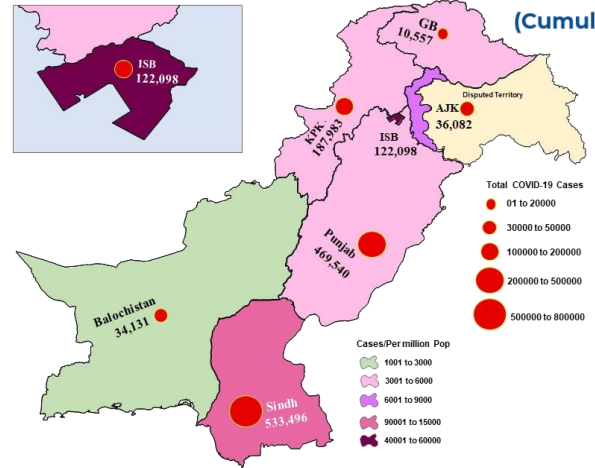 (Cumul
GB
10,557
ISB
122,098
Disputed Territory
AJK
36,082
KPK
187,983
ISB
122,098
Punjab
469,540
Balochistan
34,131
Sindh
533,496
Total COVID-19 Cases
01 to 20000
30000 to 50000
100000 to 200000
200000 to 500000
500000 to 800000
Cases/Per million Pop
1001 to 3000
3001 to 6000
6001 to 9000
90001 to 15000
40001 to 60000